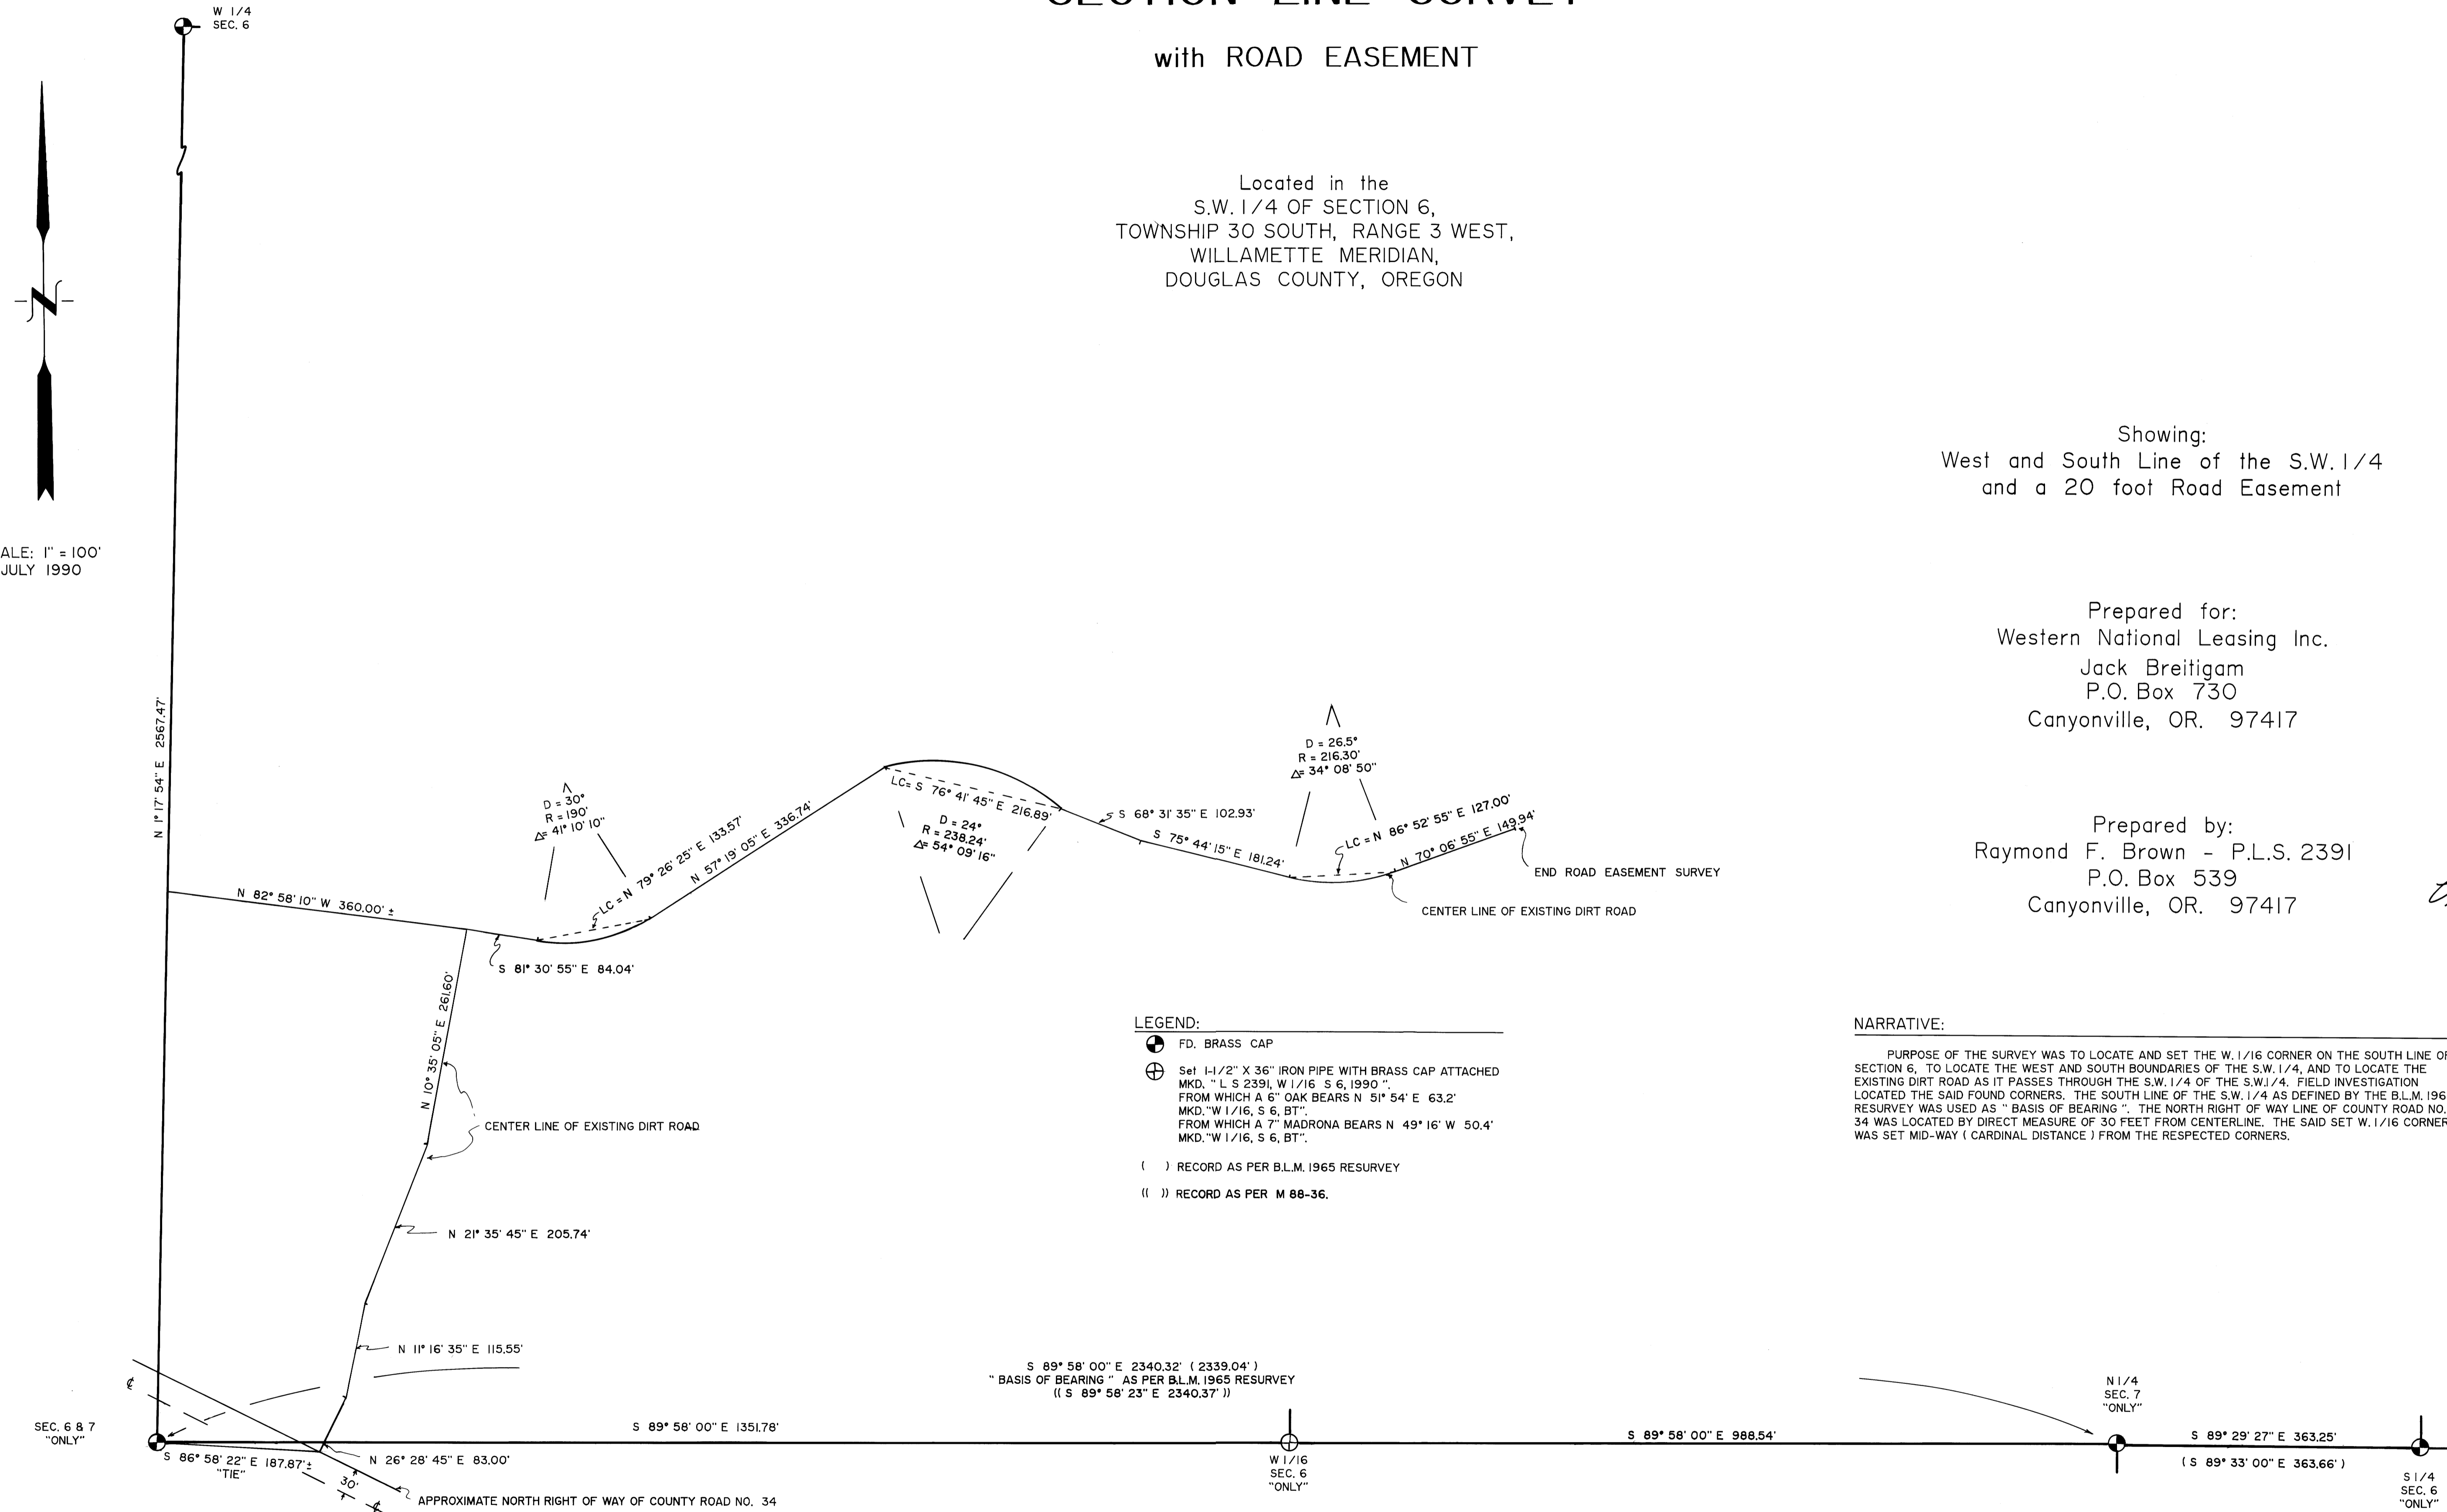 SECTION LINE SURVEY
with ROAD EASEMENT
Located in the
S.W. 1/4 OF SECTION 6,
TOWNSHIP 30 SOUTH, RANGE 3 WEST,
WILLAMETTE MERIDIAN,
DOUGLAS COUNTY, OREGON
W 1/4
SEC. 6
N
ALE: 1" = 100'
JULY 1990
Showing:
West and South Line of the S.W. 1/4
and a 20 foot Road Easement
Prepared for:
Western National Leasing Inc.
Jack Breitigam
P.O. Box 730
Canyonville, OR. 97417
Prepared by:
Raymond F. Brown - P.L.S. 2391
P.O. Box 539
Canyonville, OR. 97417
N 1° 17' 54" E 2567.47'
N 82° 58' 10" W 360.00' ±
S 81° 30' 55" E 84.04'
D = 30°
R = 190'
Δ= 41° 10' 10"
LC = N 79° 26' 25" E 133.57'
N 57° 19' 05" E 336.74'
LC= S 76° 41' 45" E 216.89'
D = 24°
R = 238.24'
Δ= 54° 09' 16"
S 68° 31' 35" E 102.93'
S 75° 44' 15" E 181.24'
D = 26.5°
R = 216.30'
Δ= 34° 08' 50"
LC = N 86° 52' 55" E 127.00'
N 70° 06' 55" E 149.94'
END ROAD EASEMENT SURVEY
CENTER LINE OF EXISTING DIRT ROAD
N 10° 35' 05" E 261.60'
CENTER LINE OF EXISTING DIRT ROAD
N 21° 35' 45" E 205.74'
N 11° 16' 35" E 115.55'
LEGEND:
FD. BRASS CAP
Set 1-1/2" X 36" IRON PIPE WITH BRASS CAP ATTACHED
MKD. " L S 2391, W 1/16 S 6, 1990 ".
FROM WHICH A 6" OAK BEARS N 51° 54' E 63.2'
MKD. "W 1/16, S 6, BT".
FROM WHICH A 7" MADRONA BEARS N 49° 16' W 50.4'
MKD. "W 1/16, S 6, BT".
( ) RECORD AS PER B.L.M. 1965 RESURVEY
(( )) RECORD AS PER M 88-36.
NARRATIVE:
PURPOSE OF THE SURVEY WAS TO LOCATE AND SET THE W. 1/16 CORNER ON THE SOUTH LINE OF
SECTION 6, TO LOCATE THE WEST AND SOUTH BOUNDARIES OF THE S.W. 1/4, AND TO LOCATE THE
EXISTING DIRT ROAD AS IT PASSES THROUGH THE S.W. 1/4 OF THE S.W.1/4. FIELD INVESTIGATION
LOCATED THE SAID FOUND CORNERS. THE SOUTH LINE OF THE S.W. 1/4 AS DEFINED BY THE B.L.M. 196
RESURVEY WAS USED AS " BASIS OF BEARING ". THE NORTH RIGHT OF WAY LINE OF COUNTY ROAD NO.
34 WAS LOCATED BY DIRECT MEASURE OF 30 FEET FROM CENTERLINE. THE SAID SET W. 1/16 CORNER
WAS SET MID-WAY ( CARDINAL DISTANCE ) FROM THE RESPECTED CORNERS.
S 89° 58' 00" E 2340.32' ( 2339.04' )
" BASIS OF BEARING " AS PER B.L.M. 1965 RESURVEY
(( S 89° 58' 23" E 2340.37' ))
℄
SEC. 6 & 7
"ONLY"
S 89° 58' 00" E 1351.78'
S 86° 58' 22" E 187.87' ±
"TIE"
N 26° 28' 45" E 83.00'
30'
℄
APPROXIMATE NORTH RIGHT OF WAY OF COUNTY ROAD NO. 34
W 1/16
SEC. 6
"ONLY"
S 89° 58' 00" E 988.54'
N 1/4
SEC. 7
"ONLY"
S 89° 29' 27" E 363.25'
( S 89° 33' 00" E 363.66' )
S 1/4
SEC. 6
"ONLY"